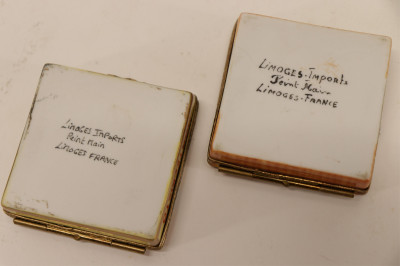 LIMOGES IMPORTS
Peint Main
LIMOGES FRANCE
LIMOGES-IMPORTS
Peint Main
LIMOGES-FRANCE